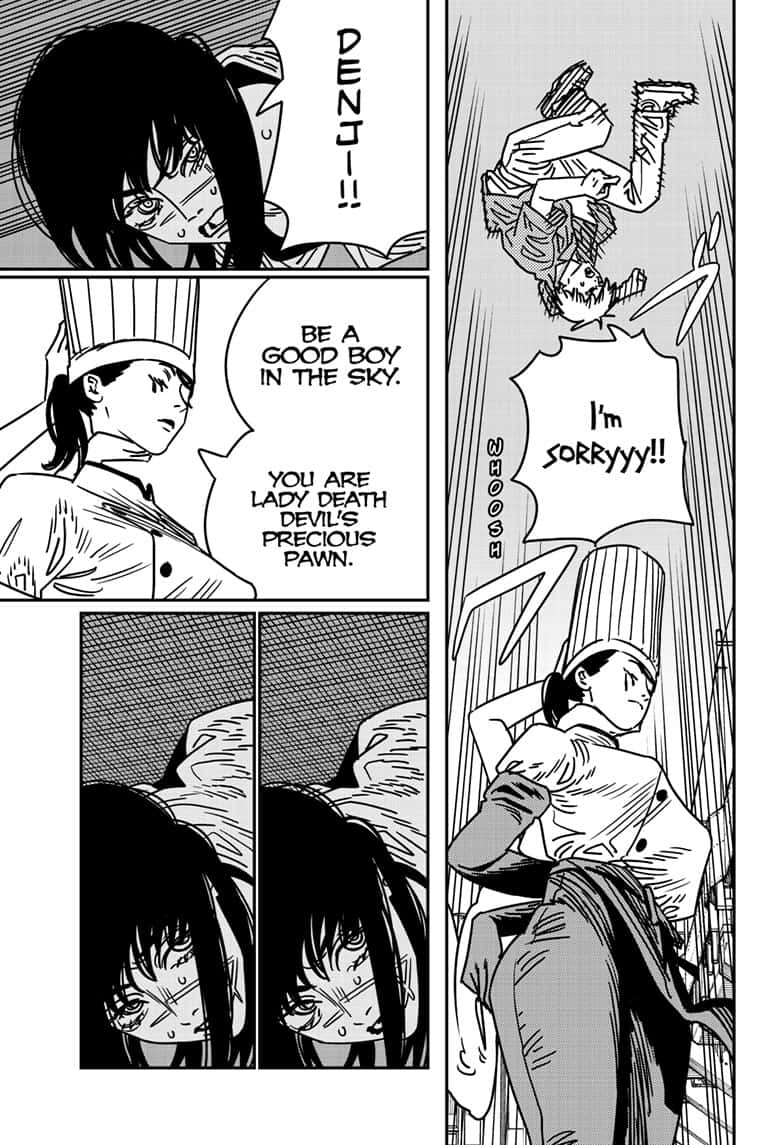 I'm
SORRYYY!!
WHOOSH
DENJI!!
BE A
GOOD BOY
IN THE SKY.
YOU ARE
LADY DEATH
DEVIL'S
PRECIOUS
PAWN.